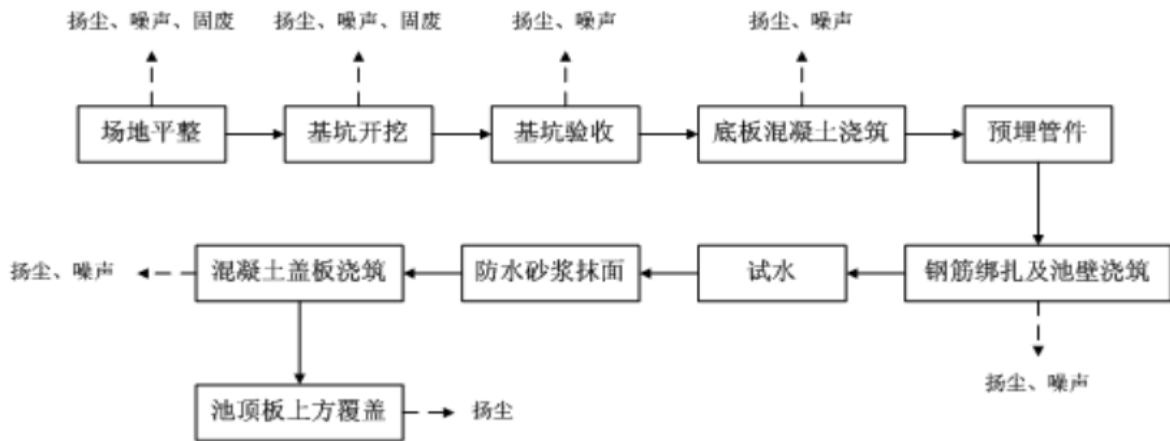 扬尘、噪声、固废
扬尘、噪声、固废
扬尘、噪声
扬尘、噪声
场地平整
基坑开挖
基坑验收
底板混凝土浇筑
预埋管件
扬尘、噪声
混凝土盖板浇筑
防水砂浆抹面
试水
钢筋绑扎及池壁浇筑
扬尘、噪声
池顶板上方覆盖
扬尘